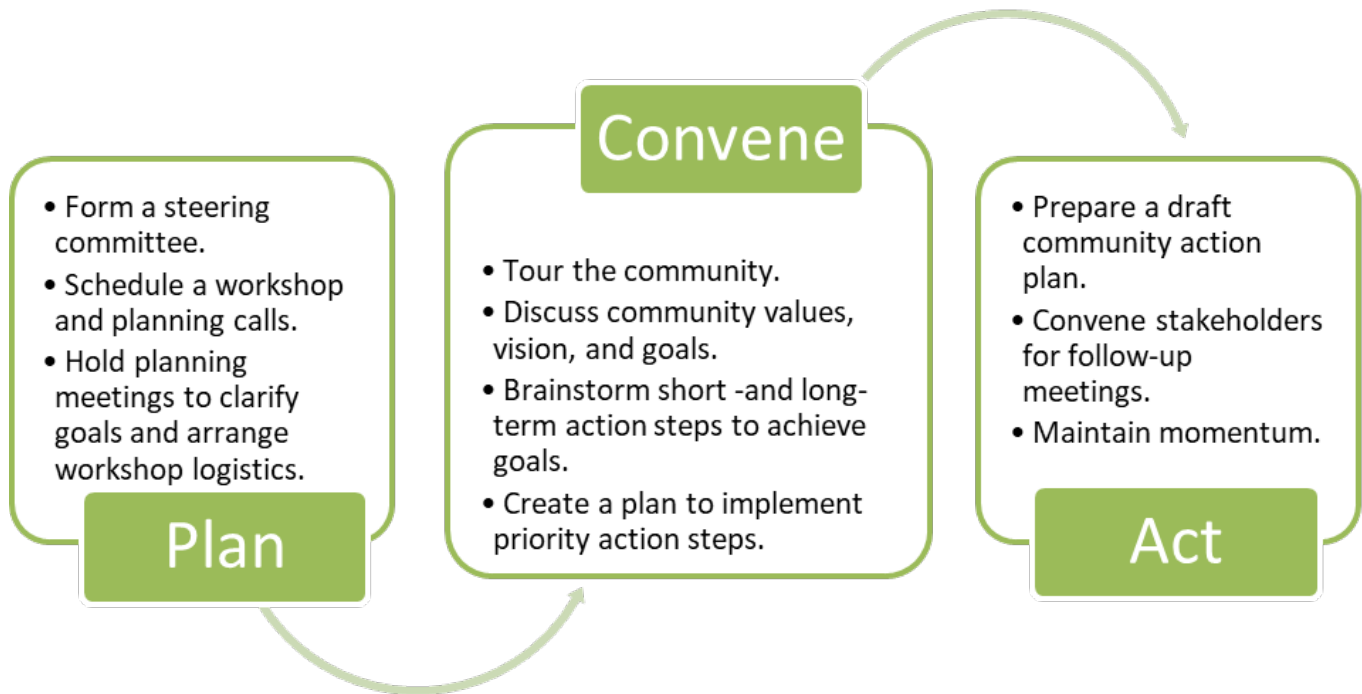 • Form a steering
committee.
• Schedule a workshop
and planning calls.
• Hold planning
meetings to clarify
goals and arrange
workshop logistics.
Plan
Convene
• Tour the community.
• Discuss community values,
vision, and goals.
• Brainstorm short -and long-
term action steps to achieve
goals.
• Create a plan to implement
priority action steps.
• Prepare a draft
community action
plan.
• Convene stakeholders
for follow-up
meetings.
• Maintain momentum.
Act